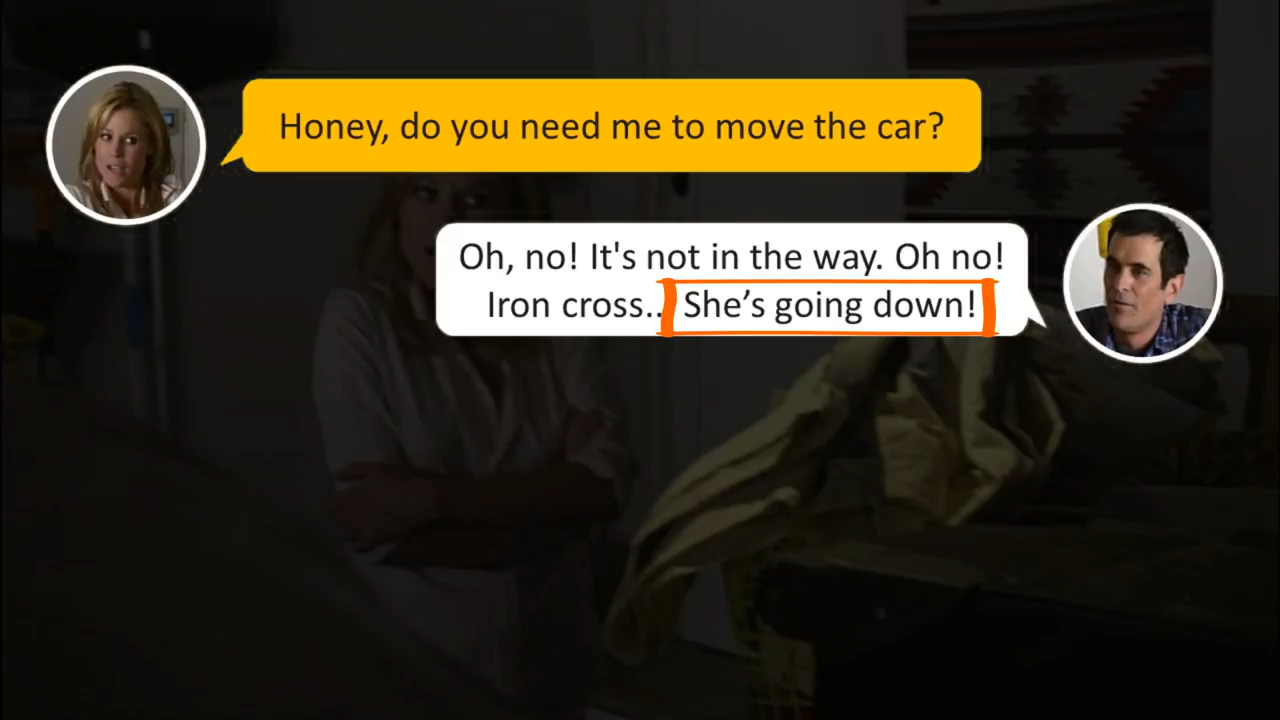 Honey, do you need me to move the car?
Oh, no! It's not in the way. Oh no!
Iron cross.. She’s going down!